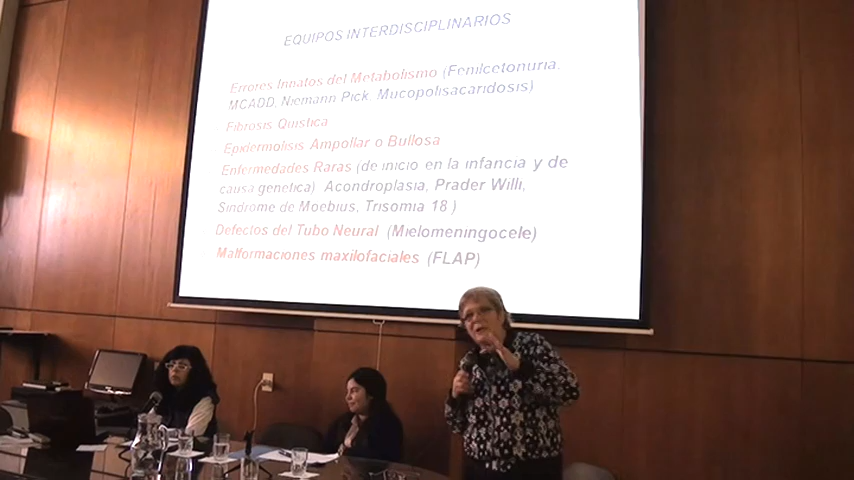 EQUIPOS INTERDISCIPLINARIOS
Errores Innatos del Metabolismo (Fenilcetonuria,
MCADD, Niemann Pick, Mucopolisacaridosis)
Fibrosis Quística
Epidermolisis Ampollar o Bullosa
Enfermedades Raras (de inicio en la infancia y de
causa genética) Acondroplasia, Prader Willi,
Sindrome de Moebius, Trisomia 18 )
Defectos del Tubo Neural (Mielomeningocele)
Malformaciones maxilofaciales (FLAP)